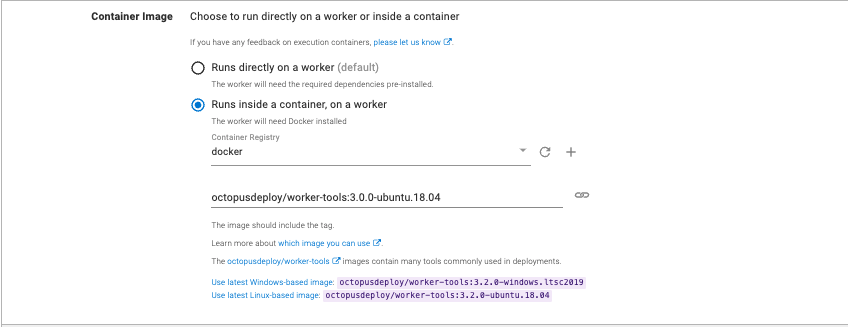 Container Image Choose to run directly on a worker or inside a container
If you have any feedback on execution containers, please let us know.
Runs directly on a worker (default)
The worker will need the required dependencies pre-installed.
Runs inside a container, on a worker
The worker will need Docker installed
Container Registry
docker
octopusdeploy/worker-tools:3.0.0-ubuntu.18.04
The image should include the tag.
Learn more about which image you can use.
The octopusdeploy/worker-tools images contain many tools commonly used in deployments.
Use latest Windows-based image: octopusdeploy/worker-tools:3.2.0-windows.ltsc2019
Use latest Linux-based image: octopusdeploy/worker-tools:3.2.0-ubuntu.18.04